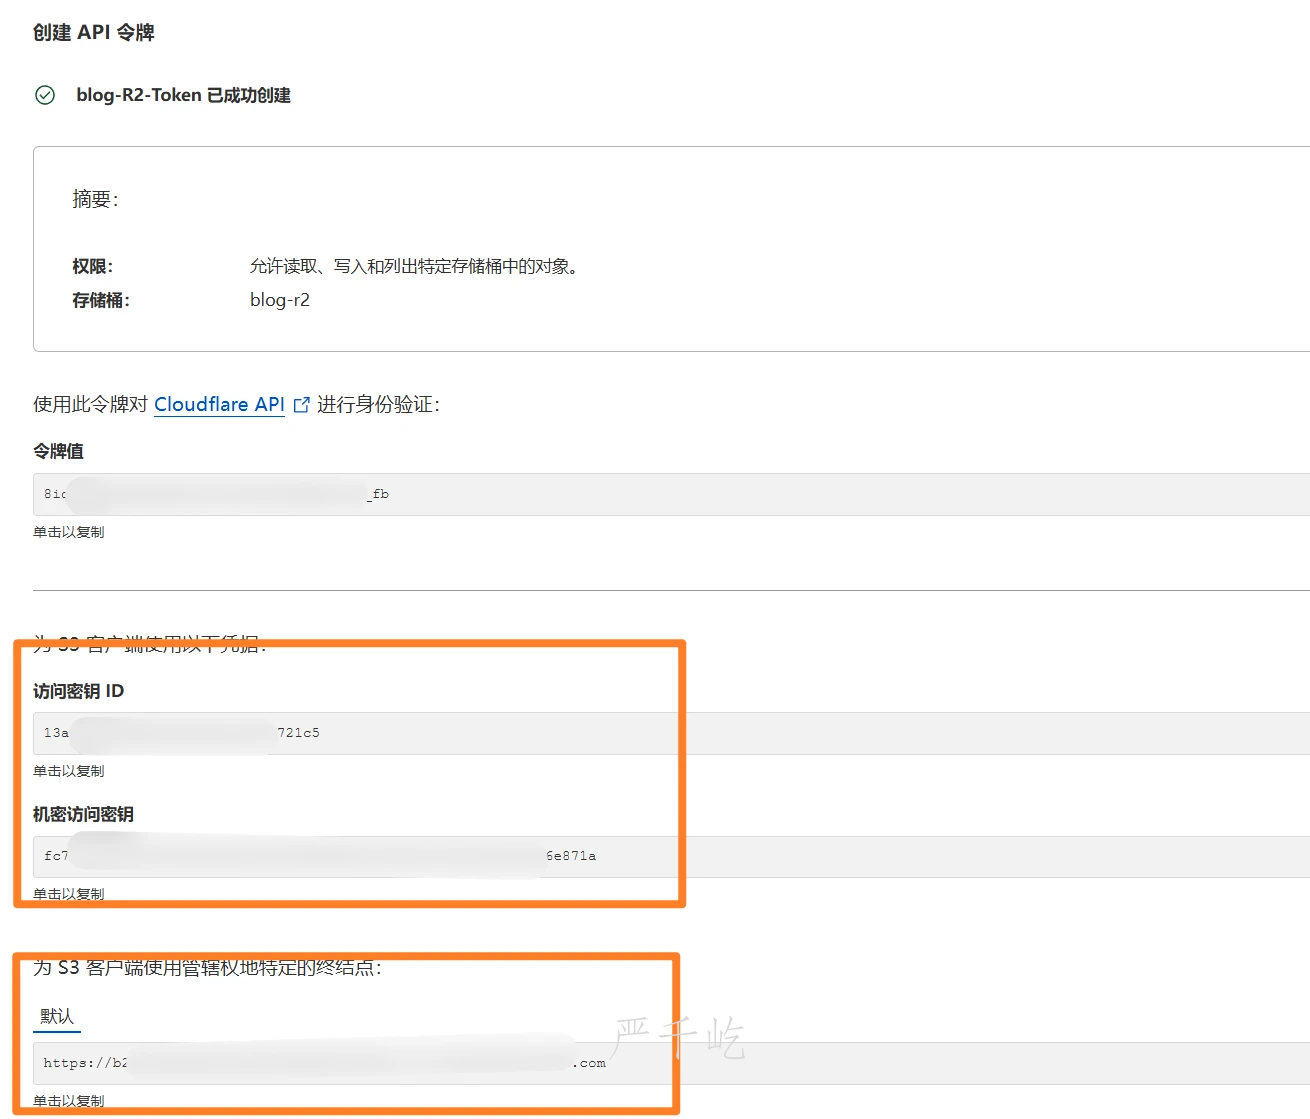 创建 API 令牌
blog-R2-Token 已成功创建
摘要：
权限： 允许读取、写入和列出特定存储桶中的对象。
存储桶： blog-r2
使用此令牌对 Cloudflare API 进行身份验证：
令牌值
8ic _fb
单击以复制
为 S3 客户端使用以下凭据：
访问密钥 ID
13a 721c5
单击以复制
机密访问密钥
fc7 6e871a
单击以复制
为 S3 客户端使用管辖权地特定的终结点：
默认
https://b2 .com
单击以复制
严千屹